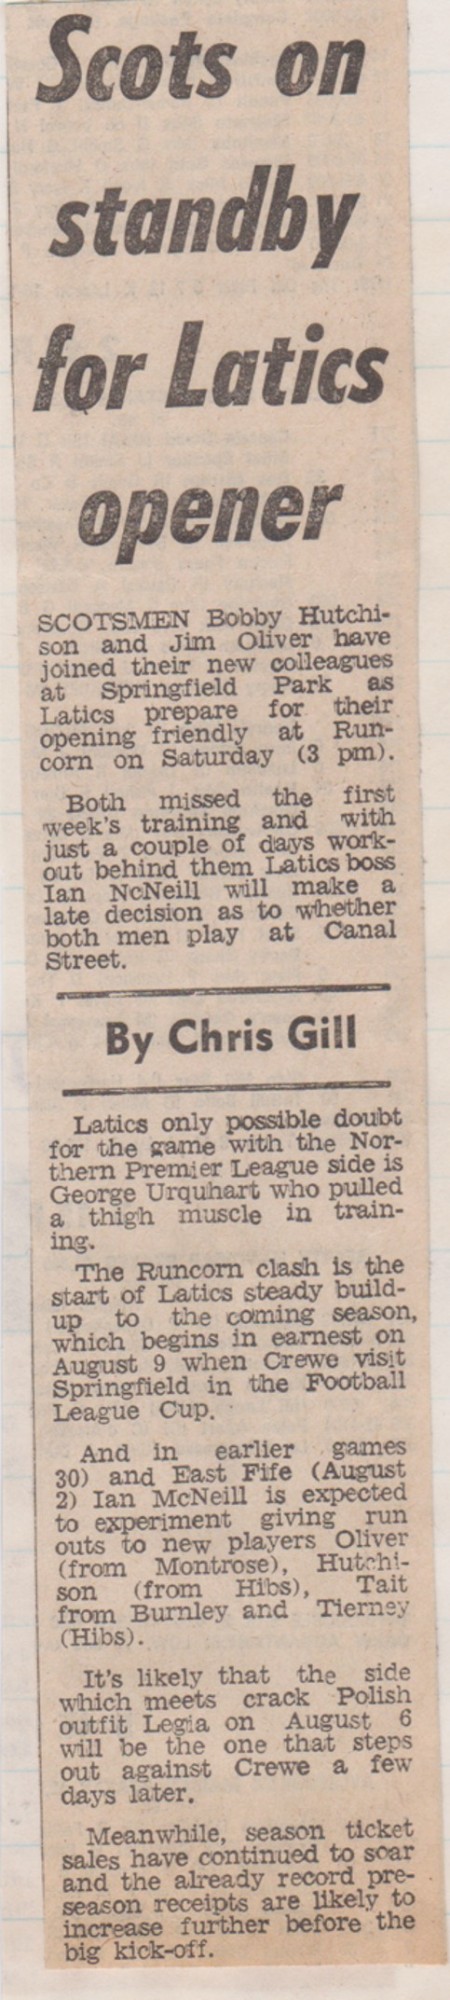 Scots on
standby
for Latics
opener
SCOTSMEN Bobby Hutchi-
son and Jim Oliver have
joined their new colleagues
at Springfield Park as
Latics prepare for their
opening friendly at Run-
corn on Saturday (3 pm).
Both missed the first
week's training and with
just a couple of days work-
out behind them Latics boss
Ian NcNeill will make a
late decision as to whether
both men play at Canal
Street.
By Chris Gill
Latics only possible doubt
for the game with the Nor-
thern Premier League side is
George Urquhart who pulled
a thigh muscle in train-
ing.
The Runcorn clash is the
start of Latics steady build-
up to the coming season,
which begins in earnest on
August 9 when Crewe visit
Springfield in the Football
League Cup.
And in earlier games
30) and East Fife (August
2) Ian McNeill is expected
to experiment giving run
outs to new players Oliver
(from Montrose), Hutchi-
son (from Hibs), Tait
from Burnley and Tierney
(Hibs).
It's likely that the side
which meets crack Polish
outfit Legia on August 6
will be the one that steps
out against Crewe a few
days later.
Meanwhile, season ticket
sales have continued to soar
and the already record pre-
season receipts are likely to
increase further before the
big kick-off.